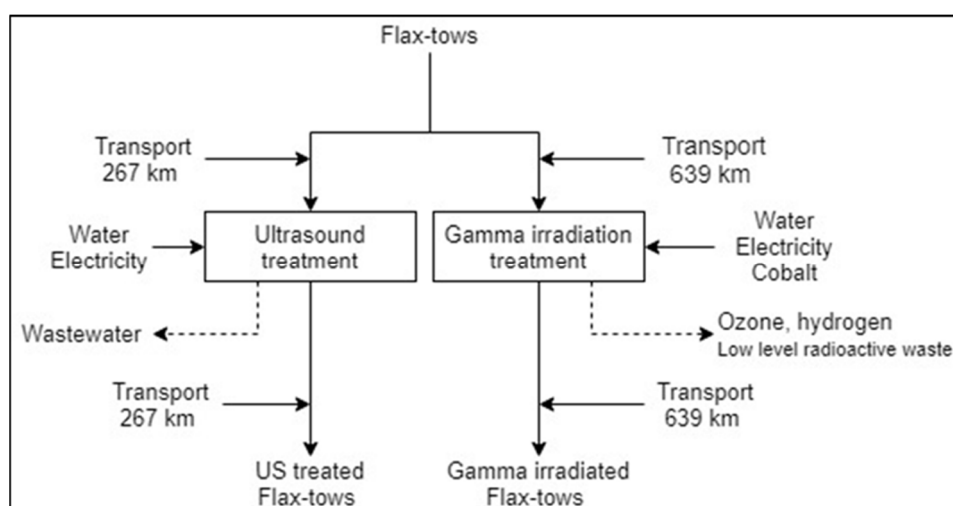 Flax-tows
Transport
267 km
Transport
639 km
Water
Electricity
Ultrasound
treatment
Gamma irradiation
treatment
Water
Electricity
Cobalt
Wastewater
Ozone, hydrogen
Low level radioactive waste
Transport
267 km
Transport
639 km
US treated
Flax-tows
Gamma irradiated
Flax-tows